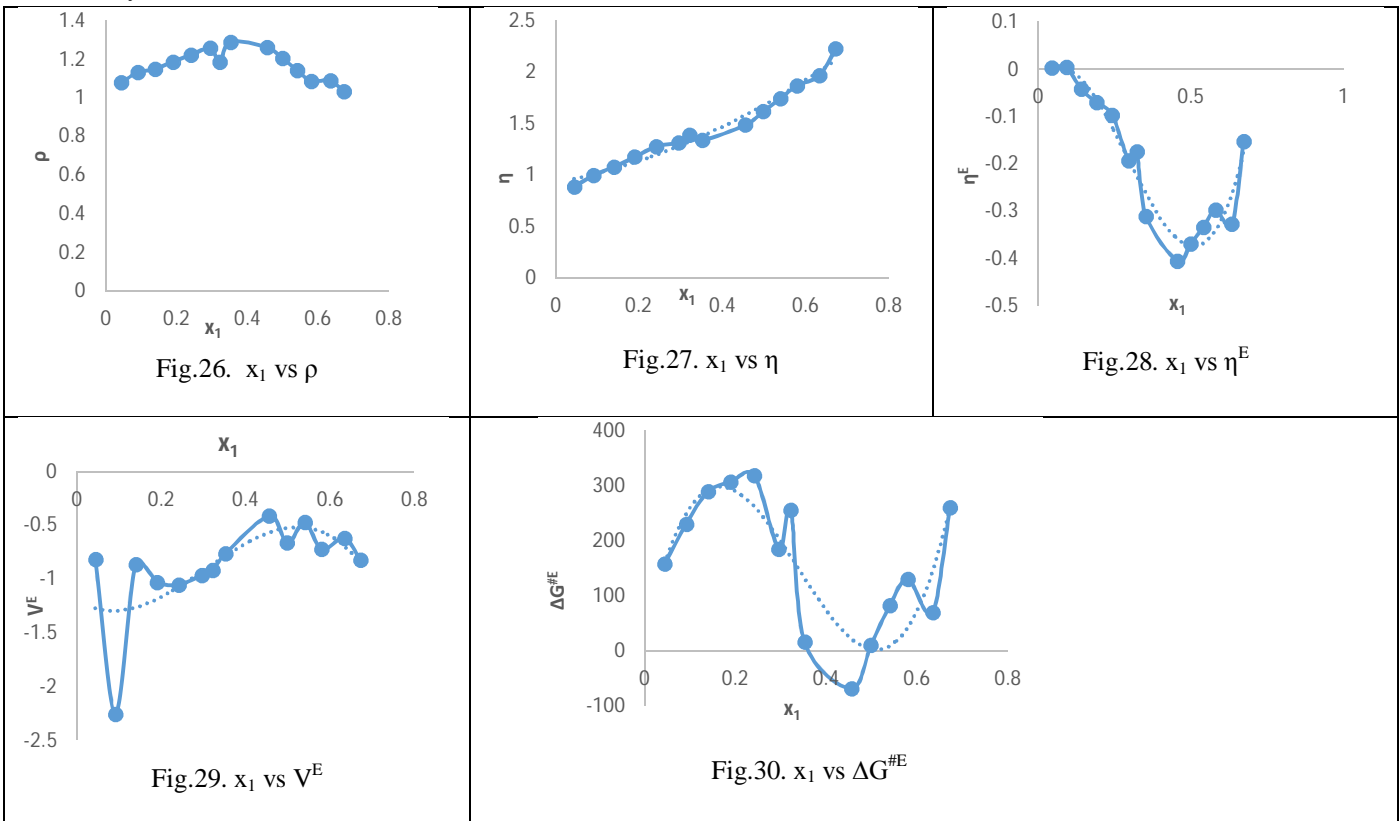 1.4
1.2
1
0.8
0.6
0.4
0.2
0
0 0.2 0.4 0.6 0.8
ρ
x₁
Fig.26. x₁ vs ρ
2.5
2
1.5
1
0.5
0
0 0.2 0.4 0.6 0.8
η
x₁
Fig.27. x₁ vs η
0.1
0
-0.1
-0.2
-0.3
-0.4
-0.5
0 0.5 1
ηᴱ
x₁
Fig.28. x₁ vs ηᴱ
x₁
0
-0.5
-1
-1.5
-2
-2.5
0 0.2 0.4 0.6 0.8
Vᴱ
Fig.29. x₁ vs Vᴱ
400
300
200
100
0
-100
0 0.2 0.4 0.6 0.8
ΔG^#E
x₁
Fig.30. x₁ vs ΔG^#E